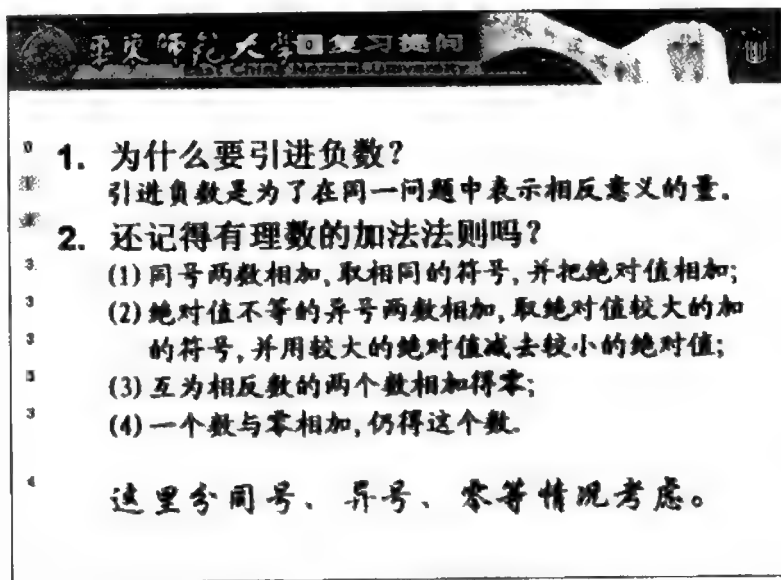 华东师范大学 0 复习提问
East China Normal University
1. 为什么要引进负数?
引进负数是为了在同一问题中表示相反意义的量.
2. 还记得有理数的加法法则吗?
(1) 同号两数相加, 取相同的符号, 并把绝对值相加;
(2) 绝对值不等的异号两数相加, 取绝对值较大的加
的符号, 并用较大的绝对值减去较小的绝对值;
(3) 互为相反数的两个数相加得零;
(4) 一个数与零相加, 仍得这个数.
这里分同号、异号、零等情况考虑。